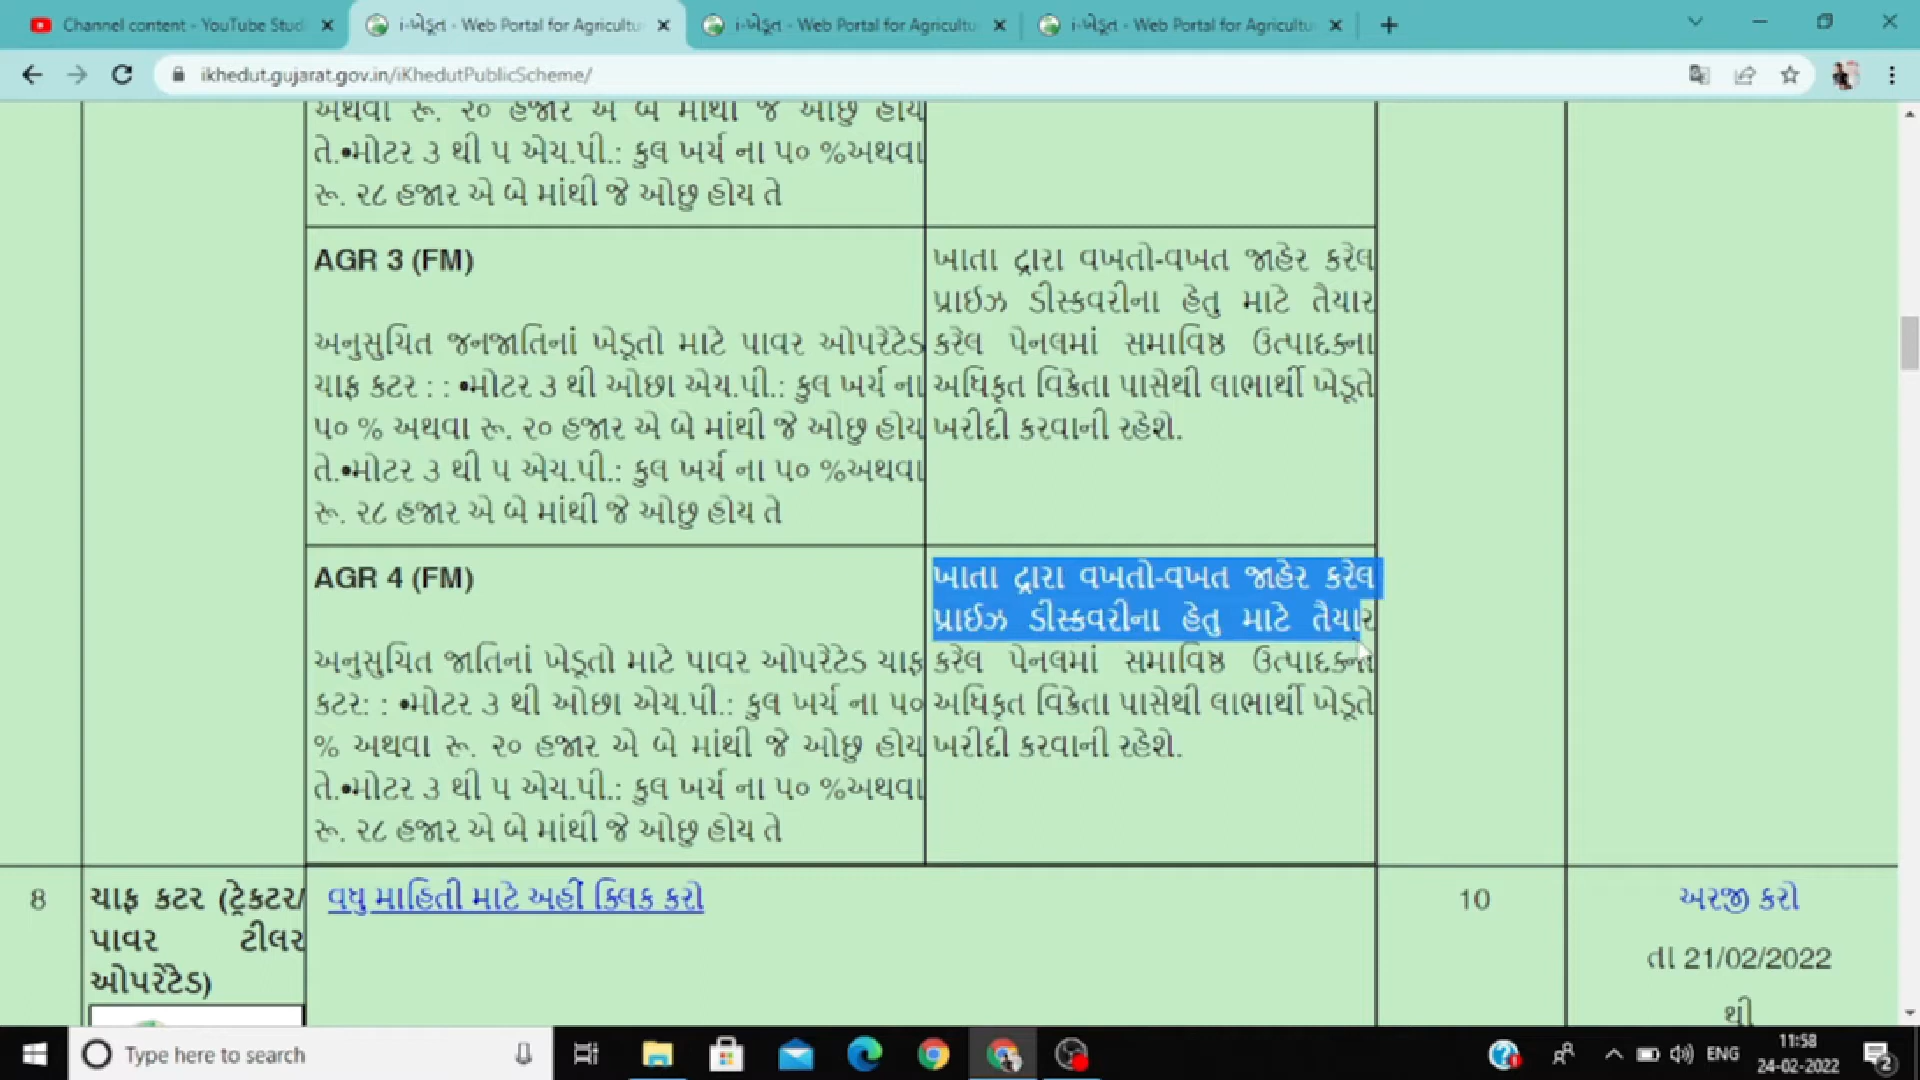 Channel content - YouTube Studi
i-ખેડૂત - Web Portal for Agricultu
i-ખેડૂત - Web Portal for Agricultu
i-ખેડૂત - Web Portal for Agricultu
ikhedut.gujarat.gov.in/iKhedutPublicScheme/
અથવા રૂ. ૨૦ હજાર એ બે માંથી જે ઓછુ હોય
તે.•મોટર ૩ થી ૫ એચ.પી.: કુલ ખર્ચ ના ૫૦ %અથવા
રૂ. ૨૮ હજાર એ બે માંથી જે ઓછુ હોય તે
AGR 3 (FM)
અનુસુચિત જનજાતિનાં ખેડૂતો માટે પાવર ઓપરેટેડ
ચાફ કટર : : •મોટર ૩ થી ઓછા એચ.પી.: કુલ ખર્ચ ના
૫૦ % અથવા રૂ. ૨૦ હજાર એ બે માંથી જે ઓછુ હોય
તે.•મોટર ૩ થી ૫ એચ.પી.: કુલ ખર્ચ ના ૫૦ %અથવા
રૂ. ૨૮ હજાર એ બે માંથી જે ઓછુ હોય તે
ખાતા દ્વારા વખતો-વખત જાહેર કરેલ
પ્રાઈઝ ડીસ્કવરીના હેતુ માટે તૈયાર
કરેલ પેનલમાં સમાવિષ્ઠ ઉત્પાદક્ના
અધિકૃત વિક્રેતા પાસેથી લાભાર્થી ખેડૂતે
ખરીદી કરવાની રહેશે.
AGR 4 (FM)
અનુસુચિત જાતિનાં ખેડૂતો માટે પાવર ઓપરેટેડ ચાફ
કટર: : •મોટર ૩ થી ઓછા એચ.પી.: કુલ ખર્ચ ના ૫૦
% અથવા રૂ. ૨૦ હજાર એ બે માંથી જે ઓછુ હોય
તે.•મોટર ૩ થી ૫ એચ.પી.: કુલ ખર્ચ ના ૫૦ %અથવા
રૂ. ૨૮ હજાર એ બે માંથી જે ઓછુ હોય તે
ખાતા દ્વારા વખતો-વખત જાહેર કરેલ
પ્રાઈઝ ડીસ્કવરીના હેતુ માટે તૈયાર
કરેલ પેનલમાં સમાવિષ્ઠ ઉત્પાદક્ના
અધિકૃત વિક્રેતા પાસેથી લાભાર્થી ખેડૂતે
ખરીદી કરવાની રહેશે.
8
ચાફ કટર (ટ્રેકટર/
પાવર ટીલર
ઓપરેટેડ)
વધુ માહિતી માટે અહીં ક્લિક કરો
10
અરજી કરો
તા 21/02/2022
થી
Type here to search
ENG
11:58
24-02-2022
2